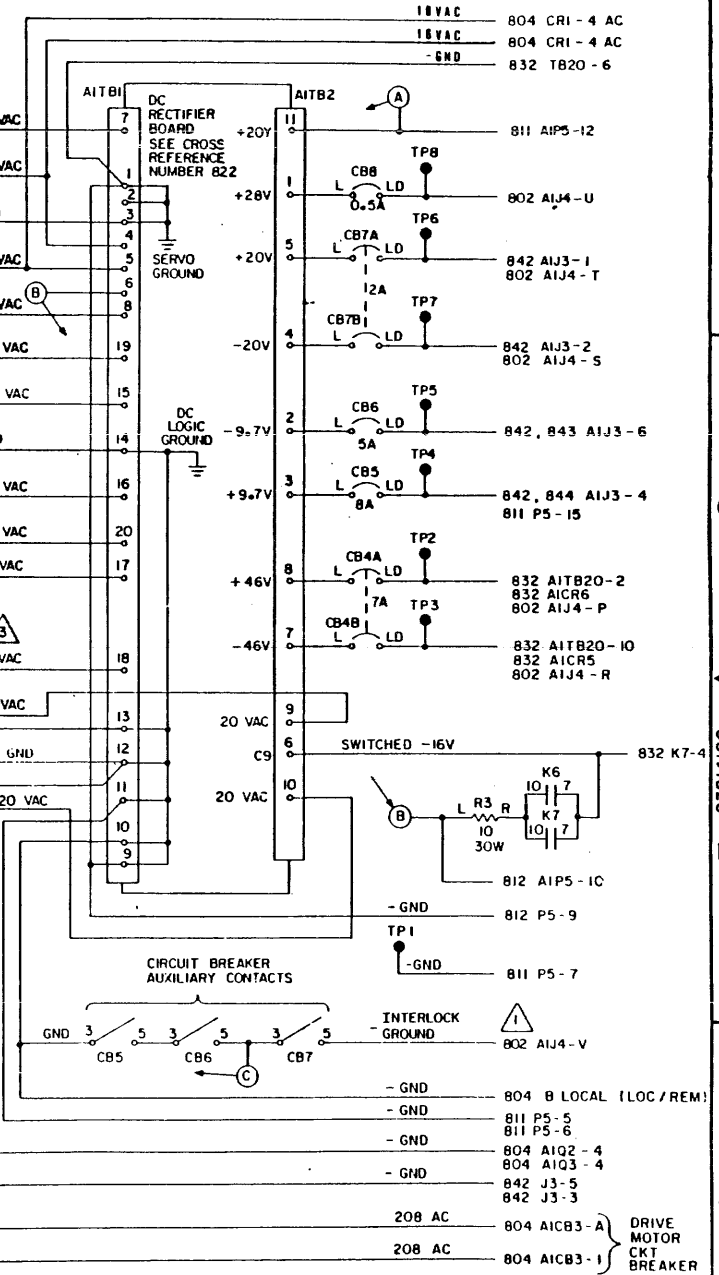 18VAC
804 CR1-4 AC
18VAC
804 CR1-4 AC
-GND
832 TB20-6
A1TB1
A1TB2
DC
RECTIFIER
BOARD
SEE CROSS
REFERENCE
NUMBER 822
A
VAC
7
+20Y
11
811 A1P5-12
TP8
VAC
1
+28V
1
L
CB8
LD
0.5A
802 A1J4-U
2
3
TP6
4
CB7A
VAC
5
+20V
5
L
LD
842 A1J3-1
802 A1J4-T
SERVO
GROUND
6
B
12A
VAC
8
TP7
CB7B
VAC
19
-20V
4
L
LD
842 A1J3-2
802 A1J4-S
VAC
15
TP5
DC
LOGIC
GROUND
CB6
-9.7V
2
L
LD
5A
842, 843 A1J3-6
14
TP4
CB5
VAC
16
+9.7V
3
L
LD
8A
842, 844 A1J3-4
811 P5-15
VAC
20
TP2
CB4A
VAC
17
+46V
8
L
LD
7A
832 A1TB20-2
832 A1CR6
802 A1J4-P
TP3
CB4B
3
-46V
7
L
LD
832 A1TB20-10
832 A1CR5
802 A1J4-R
VAC
18
VAC
13
20 VAC
9
GND
12
C9
6
SWITCHED -16V
832 K7-4
20 VAC
11
20 VAC
10
K6
10
7
B
L
R3
R
10
30W
K7
10
7
10
9
812 A1P5-10
-GND
812 P5-9
TP1
-GND
811 P5-7
CIRCUIT BREAKER
AUXILIARY CONTACTS
INTERLOCK
GROUND
1
GND
3
5
3
5
3
5
802 A1J4-V
CB5
CB6
CB7
C
- GND
804 B LOCAL [LOC/REM]
- GND
811 P5-5
811 P5-6
- GND
804 A1Q2-4
804 A1Q3-4
- GND
842 J3-5
842 J3-3
208 AC
804 A1CB3-A
208 AC
804 A1CB3-1
DRIVE
MOTOR
CKT
BREAKER